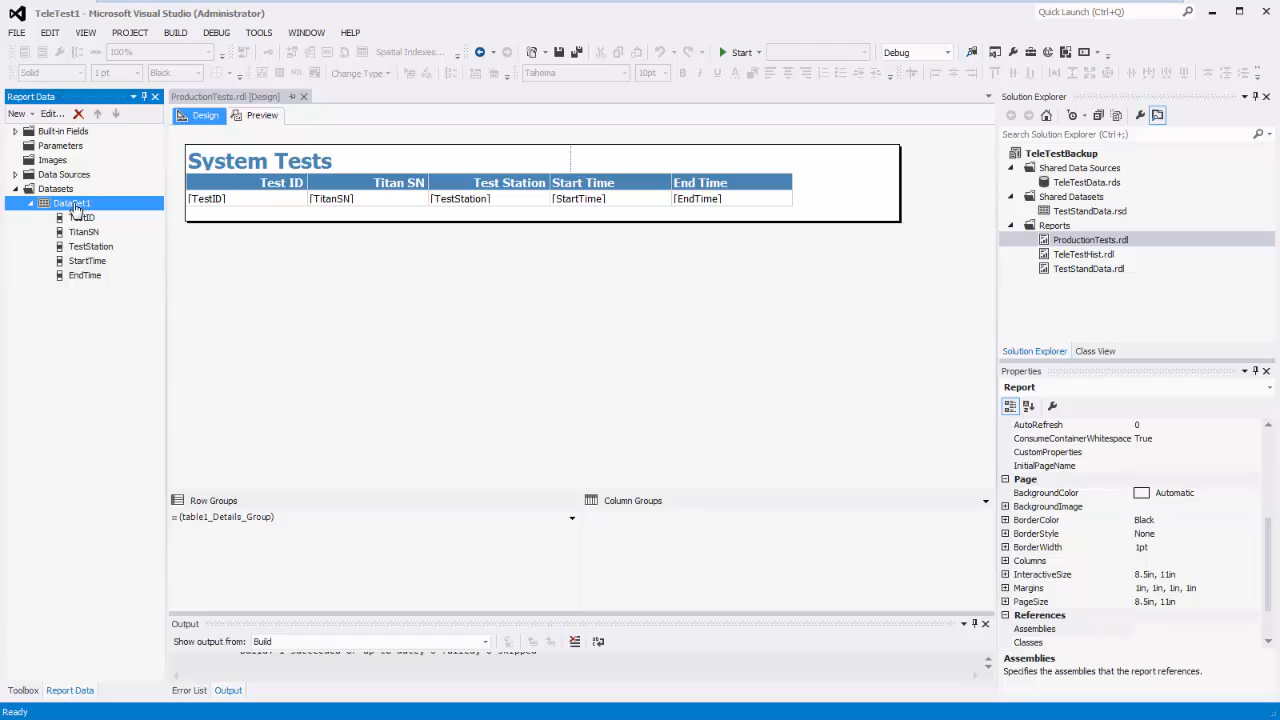 TeleTest1 - Microsoft Visual Studio (Administrator)
Quick Launch (Ctrl+Q)
FILE EDIT VIEW PROJECT BUILD DEBUG TOOLS WINDOW HELP
100% Spatial Indexes... Start Debug
Solid 1 pt Black Change Type Tahoma 10pt
Report Data
New Edit...
Built-in Fields
Parameters
Images
Data Sources
Datasets
DataSet1
TestID
TitanSN
TestStation
StartTime
EndTime
Toolbox Report Data
ProductionTests.rdl [Design]
Design Preview
System Tests
Test ID Titan SN Test Station Start Time End Time
[TestID] [TitanSN] [TestStation] [StartTime] [EndTime]
Row Groups Column Groups
(table1_Details_Group)
Output
Show output from: Build
Error List Output
Solution Explorer
Search Solution Explorer (Ctrl+;)
TeleTestBackup
Shared Data Sources
TeleTestData.rds
Shared Datasets
TestStandData.rsd
Reports
ProductionTests.rdl
TeleTestHist.rdl
TestStandData.rdl
Solution Explorer Class View
Properties
Report
AutoRefresh 0
ConsumeContainerWhitespace True
CustomProperties
InitialPageName
Page
BackgroundColor Automatic
BackgroundImage
BorderColor Black
BorderStyle None
BorderWidth 1pt
Columns
InteractiveSize 8.5in, 11in
Margins 1in, 1in, 1in, 1in
PageSize 8.5in, 11in
References
Assemblies
Classes
Assemblies
Specifies the assemblies that the report references.
Ready